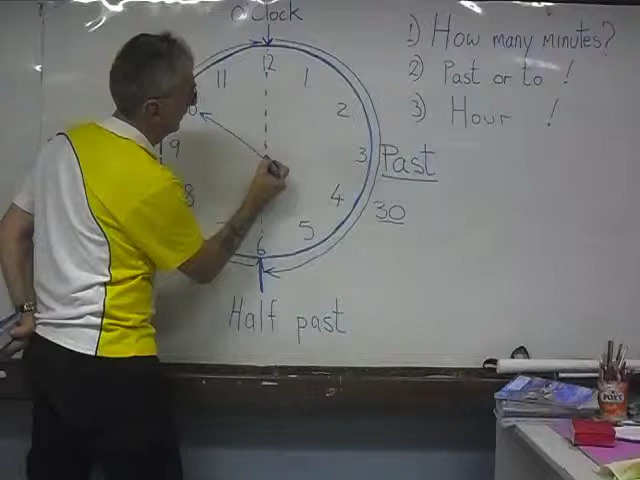 O'Clock
1) How many minutes?
2) Past or to !
3) Hour !
12
11
1
2
9
3
Past
8
4
30
5
6
Half past